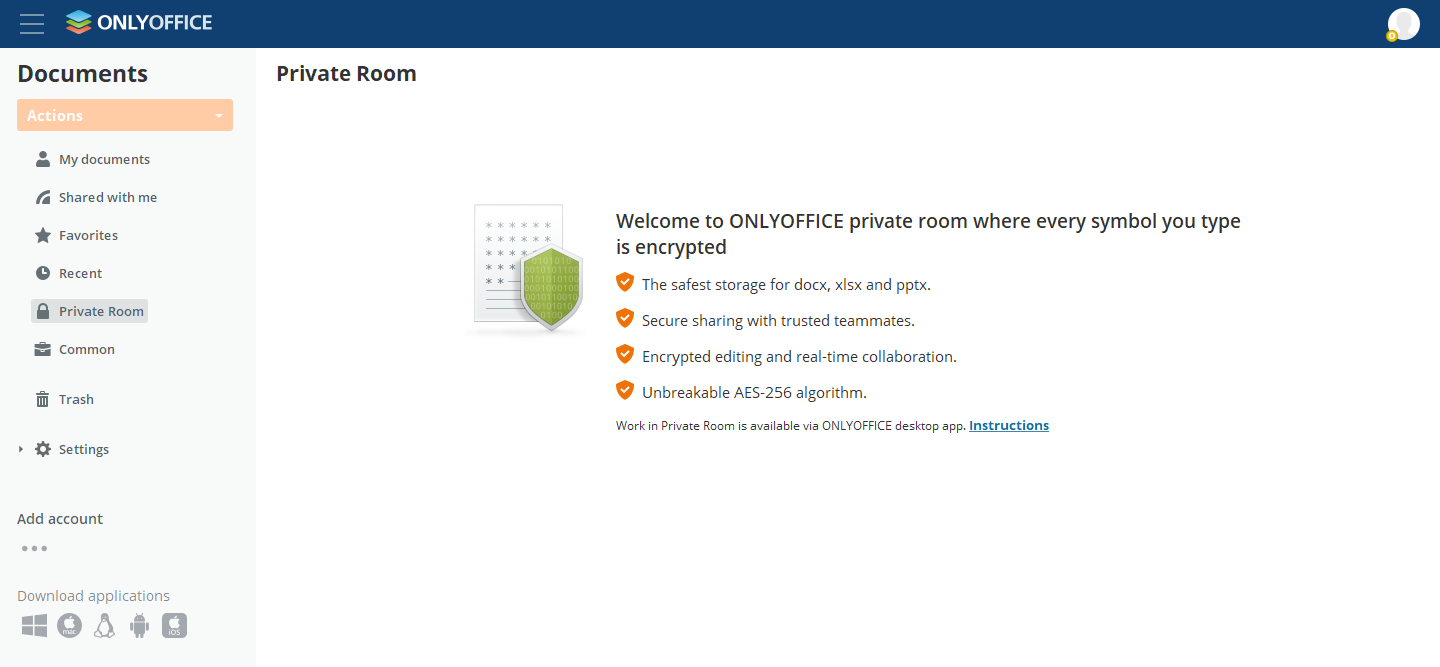 ONLYOFFICE
Documents
Actions
My documents
Shared with me
Favorites
Recent
Private Room
Common
Trash
Settings
Add account
Download applications
mac
iOS
Private Room
Welcome to ONLYOFFICE private room where every symbol you type
is encrypted
The safest storage for docx, xlsx and pptx.
Secure sharing with trusted teammates.
Encrypted editing and real-time collaboration.
Unbreakable AES-256 algorithm.
Work in Private Room is available via ONLYOFFICE desktop app. Instructions